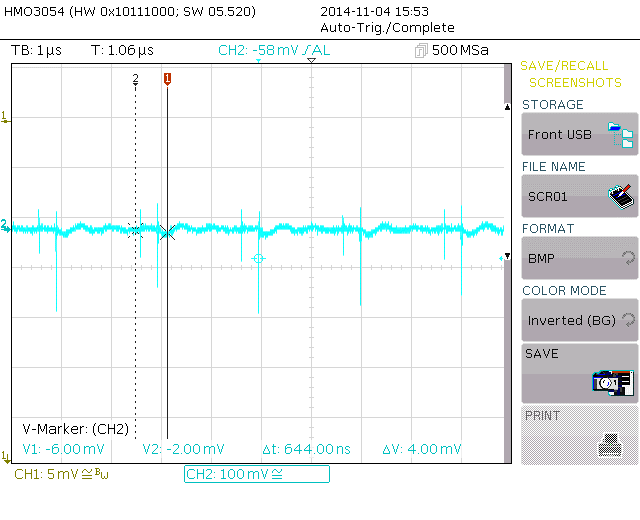 HMO3054 (HW 0x10111000; SW 05.520)
2014-11-04 15:53
Auto-Trig./Complete
TB: 1µs
T: 1.06µs
CH2: -58mV
AL
500MSa
SAVE/RECALL
SCREENSHOTS
STORAGE
Front USB
FILE NAME
SCR01
FORMAT
BMP
COLOR MODE
Inverted (BG)
SAVE
PRINT
2
1
1
2
1
V-Marker: (CH2)
V1: -6.00mV
V2: -2.00mV
Δt: 644.00ns
ΔV: 4.00mV
CH1: 5mV ≅ Bw
CH2: 100mV ≅